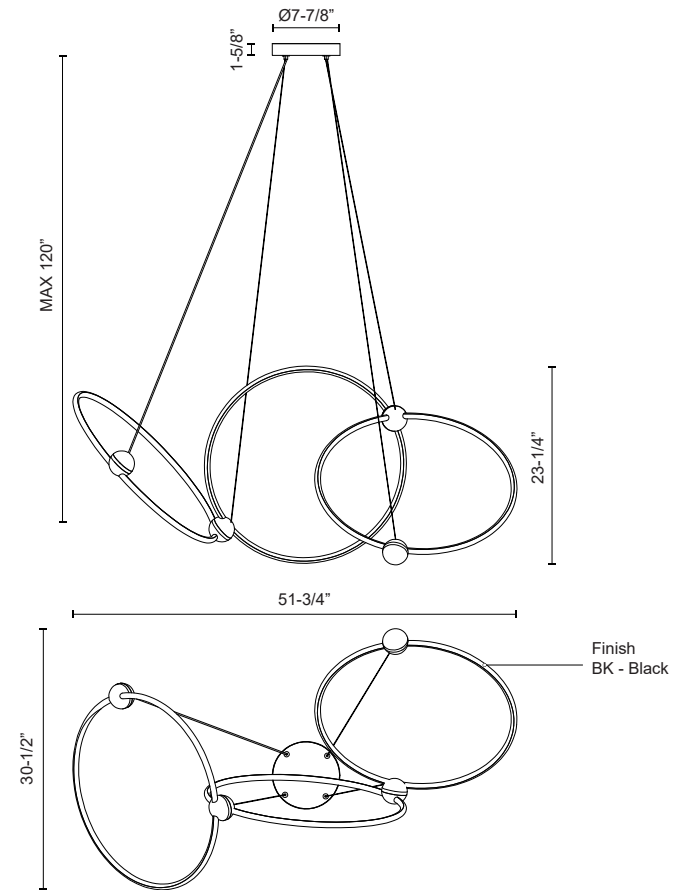 Ø7-7/8”
1-5/8”
MAX 120”
23-1/4”
51-3/4”
30-1/2”
Finish
BK - Black